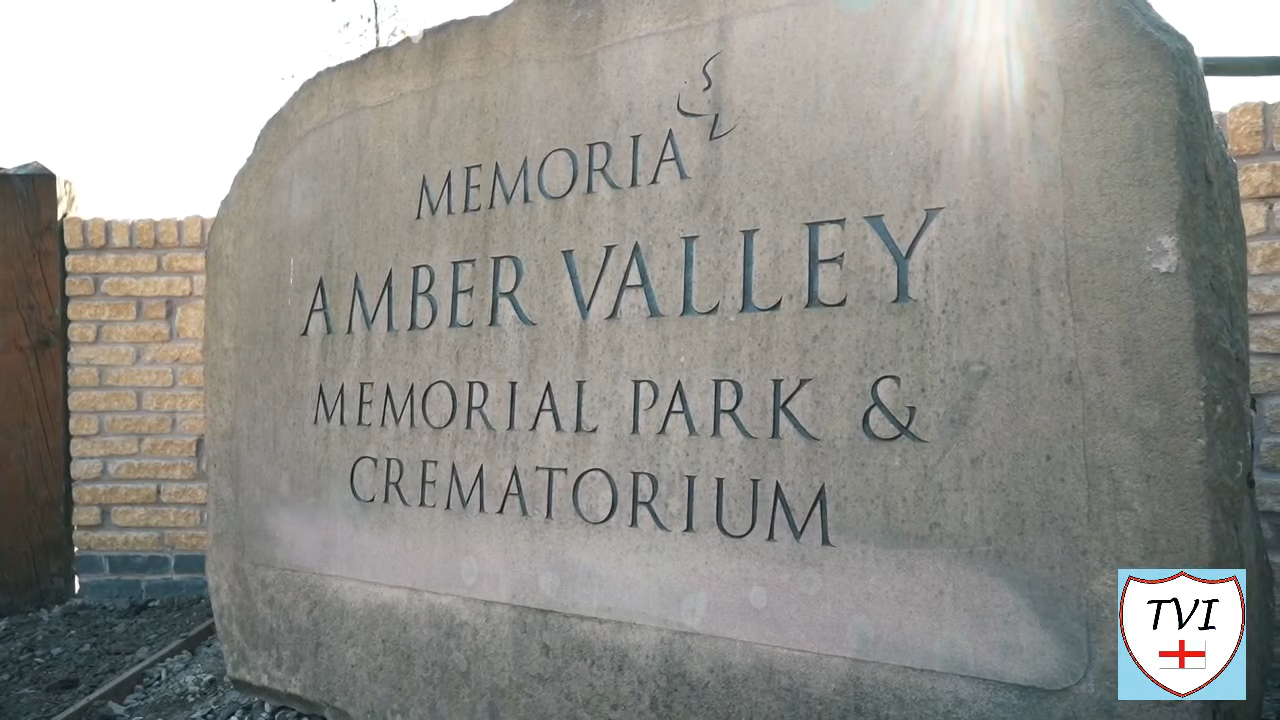 MEMORIA
AMBER VALLEY
MEMORIAL PARK &
CREMATORIUM
TVI